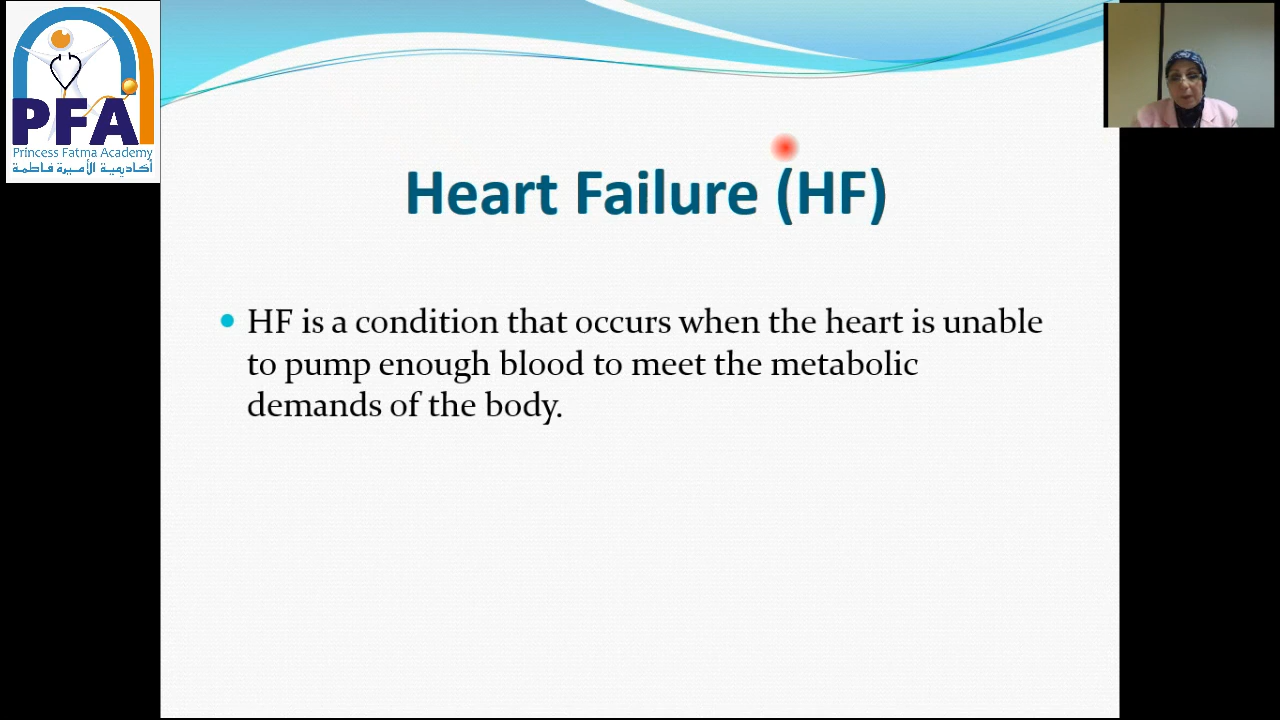 PFA
Princess Fatma Academy
أكاديمية الأميرة فاطمة
Heart Failure (HF)
• HF is a condition that occurs when the heart is unable
to pump enough blood to meet the metabolic
demands of the body.